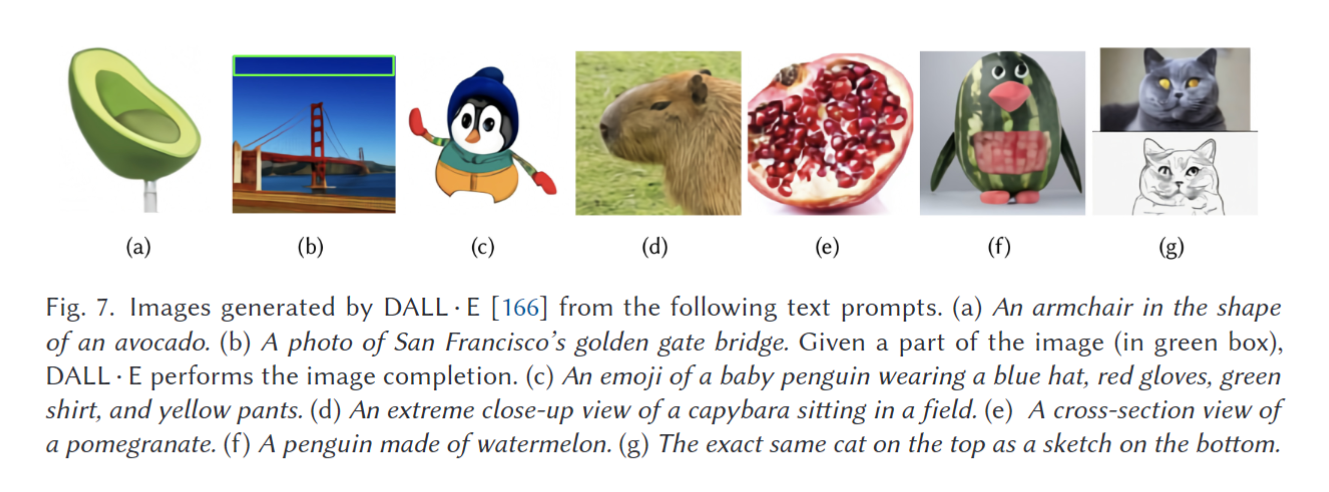 (a) (b) (c) (d) (e) (f) (g)
Fig. 7. Images generated by DALL·E [166] from the following text prompts. (a) An armchair in the shape
of an avocado. (b) A photo of San Francisco's golden gate bridge. Given a part of the image (in green box),
DALL·E performs the image completion. (c) An emoji of a baby penguin wearing a blue hat, red gloves, green
shirt, and yellow pants. (d) An extreme close-up view of a capybara sitting in a field. (e) A cross-section view of
a pomegranate. (f) A penguin made of watermelon. (g) The exact same cat on the top as a sketch on the bottom.